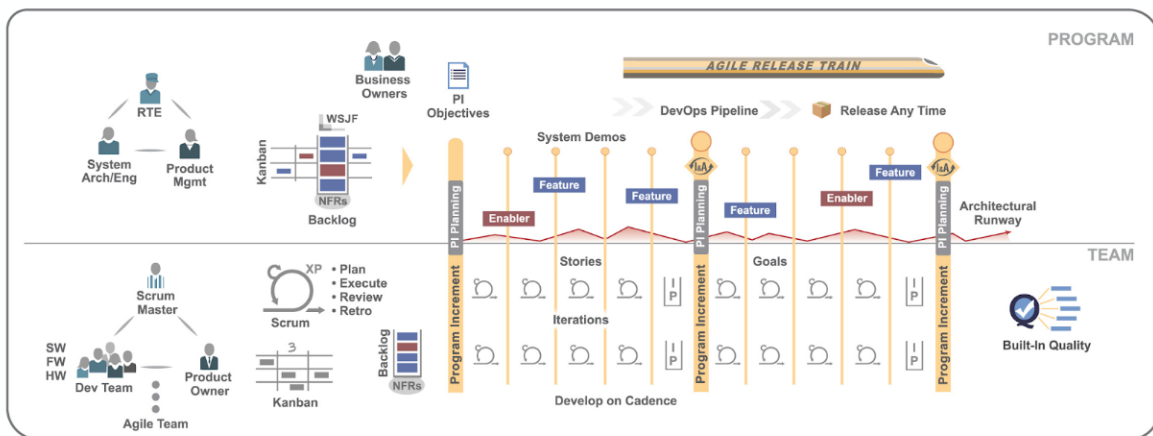 PROGRAM
AGILE RELEASE TRAIN
Business
Owners
PI
Objectives
RTE
System
Arch/Eng
Product
Mgmt
Kanban
WSJF
NFRs
Backlog
DevOps Pipeline
Release Any Time
System Demos
I&A
I&A
Feature
Feature
Feature
Feature
Enabler
Enabler
PI Planning
PI Planning
PI Planning
Architectural
Runway
TEAM
Scrum
Master
SW
FW
HW
Dev Team
Product
Owner
Agile Team
XP
Scrum
• Plan
• Execute
• Review
• Retro
3
Kanban
Backlog
NFRs
Program Increment
Program Increment
Program Increment
Stories
Goals
Iterations
I P
I P
I P
I P
Develop on Cadence
Built-In Quality